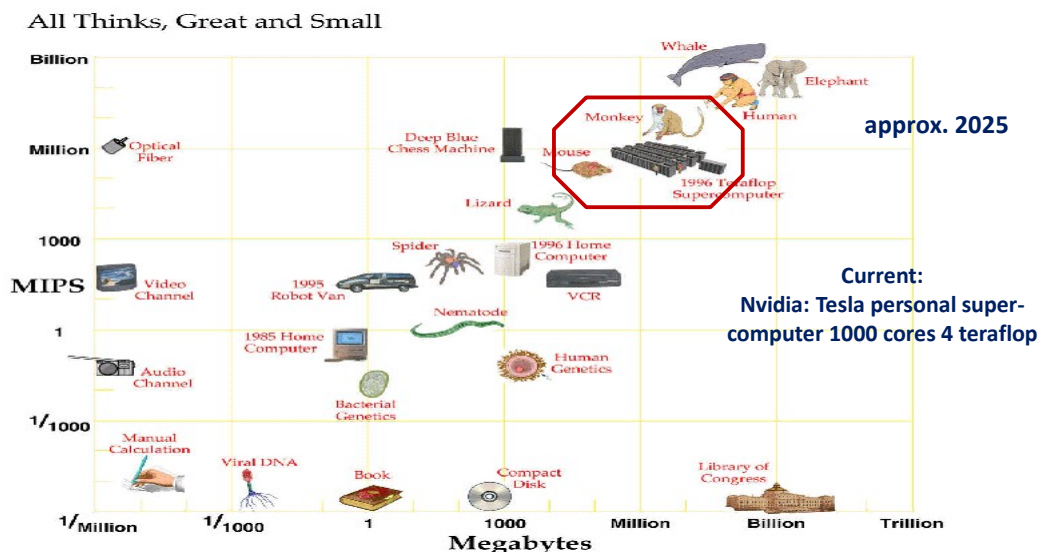 All Thinks, Great and Small
Billion
Whale
Elephant
Human
Monkey
approx. 2025
Million
Optical
Fiber
Deep Blue
Chess Machine
Mouse
1996 Teraflop
Supercomputer
Lizard
1000
Spider
1996 Home
Computer
MIPS
Video
Channel
1995
Robot Van
VCR
Current:
Nvidia: Tesla personal super-
computer 1000 cores 4 teraflop
Nematode
1
1985 Home
Computer
Audio
Channel
Human
Genetics
Bacterial
Genetics
1/1000
Manual
Calculation
Viral DNA
Book
Compact
Disk
Library of
Congress
1/Million
1/1000
1
1000
Million
Billion
Trillion
Megabytes